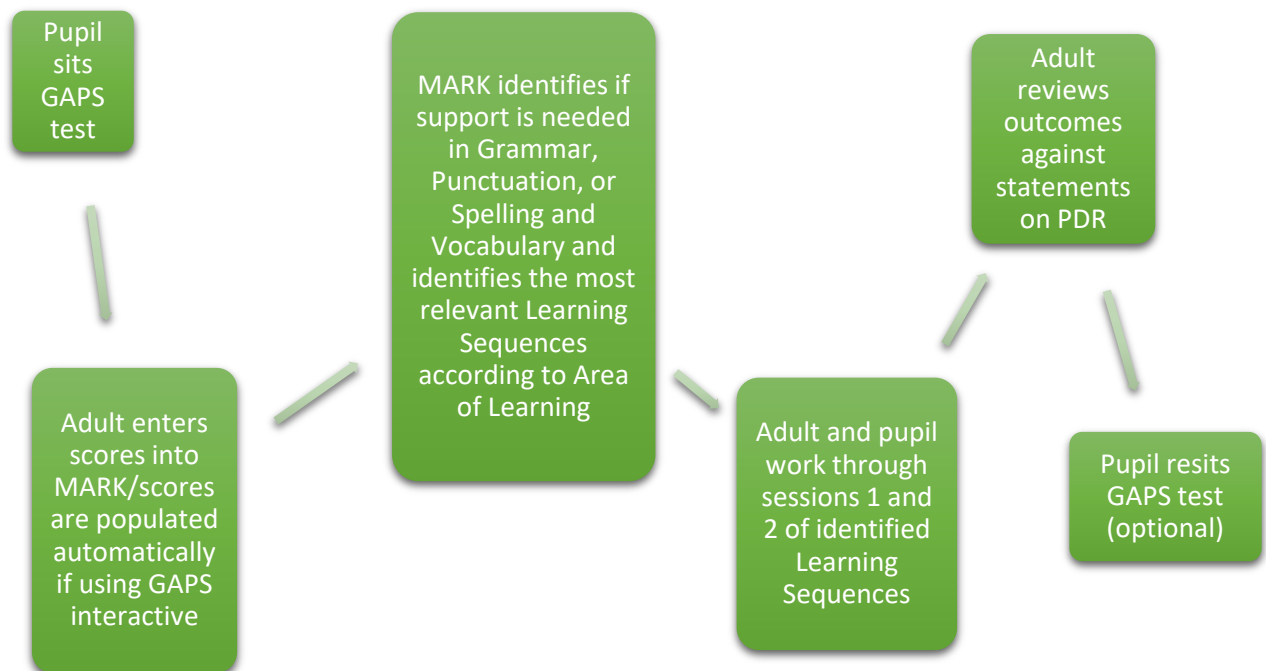 Pupil
sits
GAPS
test
Adult enters
scores into
MARK/scores
are populated
automatically
if using GAPS
interactive
MARK identifies if
support is needed
in Grammar,
Punctuation, or
Spelling and
Vocabulary and
identifies the most
relevant Learning
Sequences
according to Area
of Learning
Adult and pupil
work through
sessions 1 and
2 of identified
Learning
Sequences
Adult
reviews
outcomes
against
statements
on PDR
Pupil resits
GAPS test
(optional)